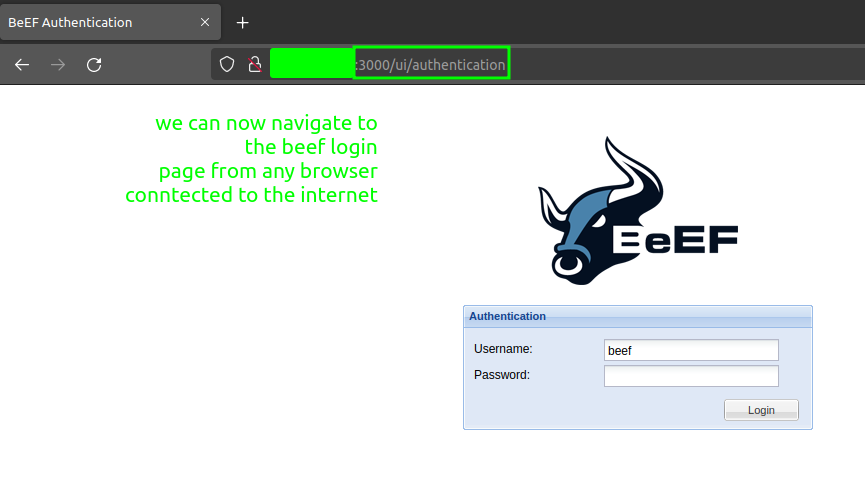 BeEF Authentication
:3000/ui/authentication
we can now navigate to
the beef login
page from any browser
conntected to the internet
BeEF
Authentication
Username:
beef
Password:
Login